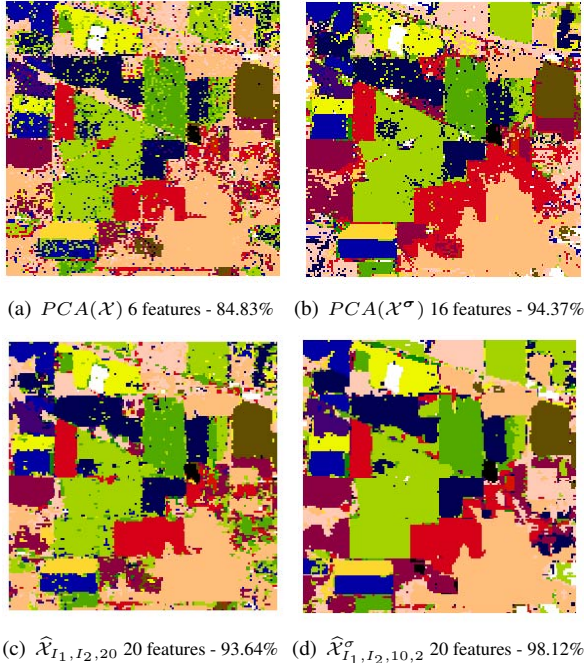 (a) PCA(𝒳) 6 features - 84.83%
(b) PCA(𝒳^σ) 16 features - 94.37%
(c) 𝒳̂_{I_1,I_2,20} 20 features - 93.64%
(d) 𝒳̂^σ_{I_1,I_2,10,2} 20 features - 98.12%